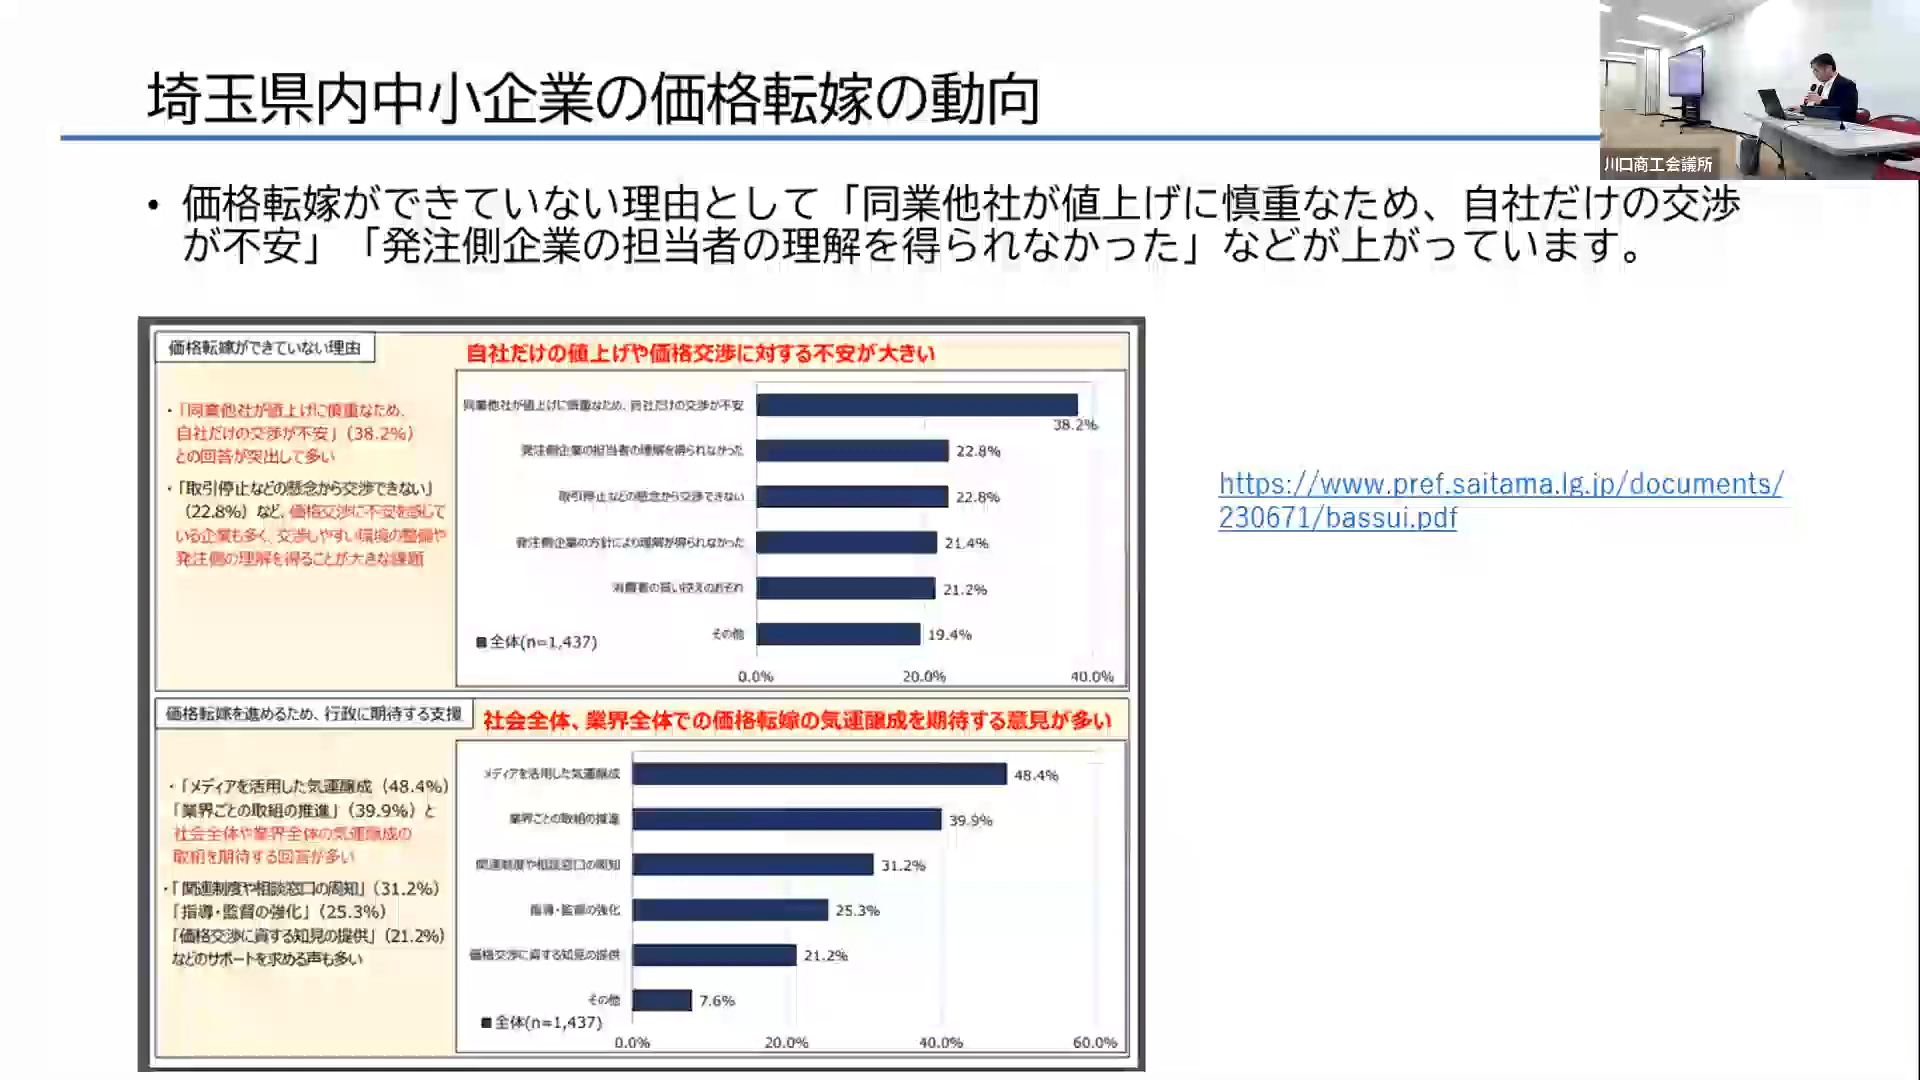 埼玉県内中小企業の価格転嫁の動向
川口商工会議所
• 価格転嫁ができていない理由として「同業他社が値上げに慎重なため、自社だけの交渉
が不安」「発注側企業の担当者の理解を得られなかった」などが上がっています。
価格転嫁ができていない理由
自社だけの値上げや価格交渉に対する不安が大きい
・「同業他社が値上げに慎重なため、
自社だけの交渉が不安」(38.2%)
との回答が突出して多い
・「取引停止などの懸念から交渉できない」
(22.8%) など、価格交渉に不安を感じて
いる企業も多く、交渉しやすい環境の整備や
発注側の理解を得ることが大きな課題
同業他社が値上げに慎重なため、自社だけの交渉が不安
38.2%
発注側企業の担当者の理解を得られなかった
22.8%
取引停止などの懸念から交渉できない
22.8%
発注側企業の方針により理解が得られなかった
21.4%
消費者の買い控えのおそれ
21.2%
その他
19.4%
■全体(n=1,437)
0.0% 20.0% 40.0%
https://www.pref.saitama.lg.jp/documents/
230671/bassui.pdf
価格転嫁を進めるため、行政に期待する支援
社会全体、業界全体での価格転嫁の気運醸成を期待する意見が多い
・「メディアを活用した気運醸成（48.4%）
「業界ごとの取組の推進」（39.9%）と
社会全体や業界全体の気運醸成の
取組を期待する回答が多い
・「関連制度や相談窓口の周知」（31.2%）
「指導・監督の強化」（25.3%）
「価格交渉に資する知見の提供」（21.2%）
などのサポートを求める声も多い
メディアを活用した気運醸成
48.4%
業界ごとの取組の推進
39.9%
関連制度や相談窓口の周知
31.2%
指導・監督の強化
25.3%
価格交渉に資する知見の提供
21.2%
その他
7.6%
■全体(n=1,437)
0.0% 20.0% 40.0% 60.0%